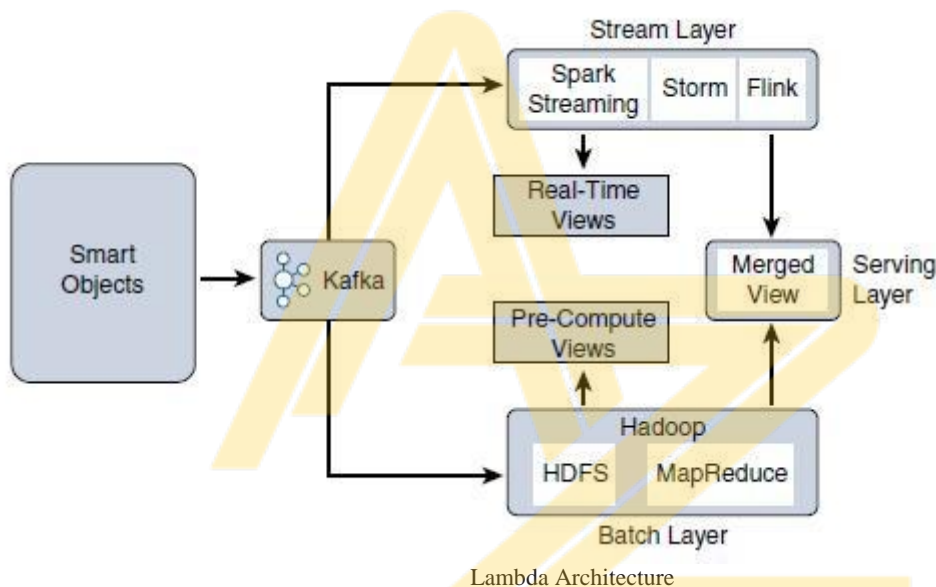 Stream Layer
Spark
Streaming
Storm
Flink
Real-Time
Views
Smart
Objects
Kafka
Merged
View
Serving
Layer
Pre-Compute
Views
Hadoop
HDFS
MapReduce
Batch Layer
Lambda Architecture